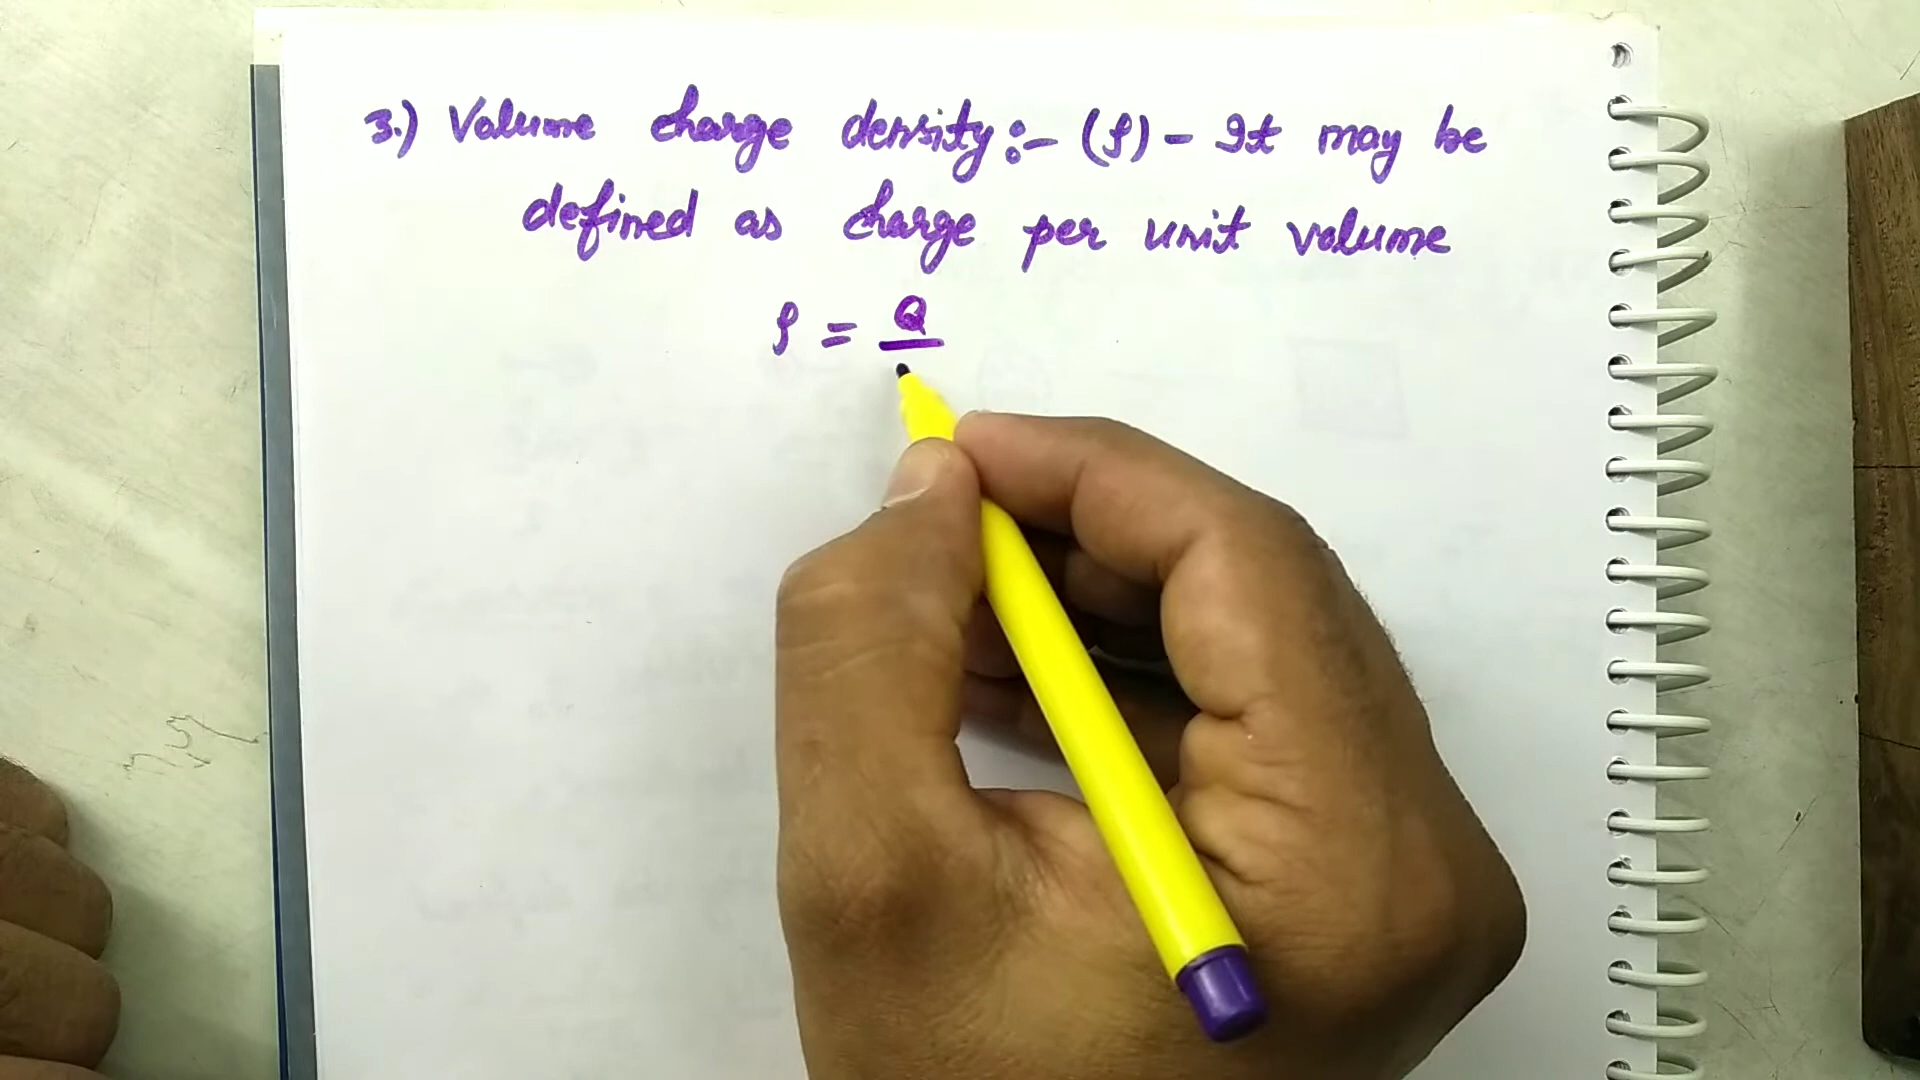 3.) Volume charge density :- (ρ) - It may be
defined as charge per unit volume
ρ = Q